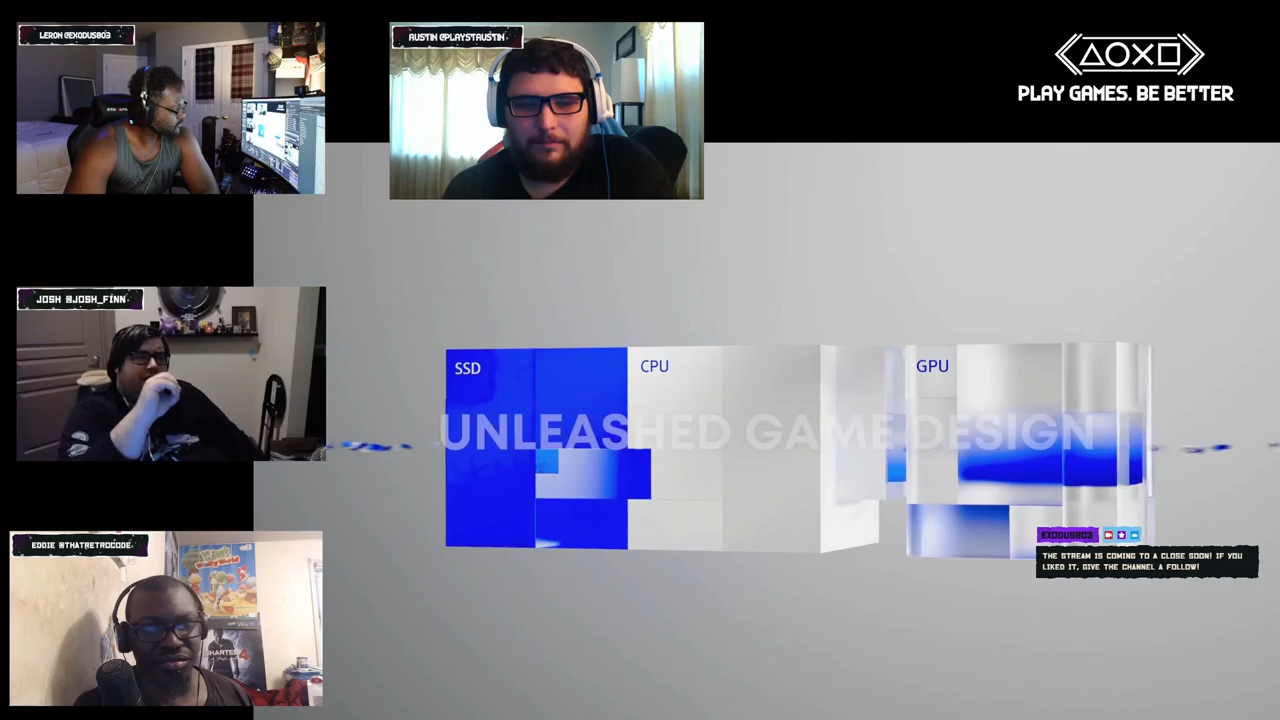 LERON @EXODUS803
AUSTIN @PLAYSTAUSTIN
PLAY GAMES. BE BETTER
JOSH @JOSH_FINN
SSD
CPU
GPU
UNLEASHED GAME DESIGN
EXODUS803
THE STREAM IS COMING TO A CLOSE SOON! IF YOU
LIKED IT, GIVE THE CHANNEL A FOLLOW!
EDDIE @THATRETROCODE